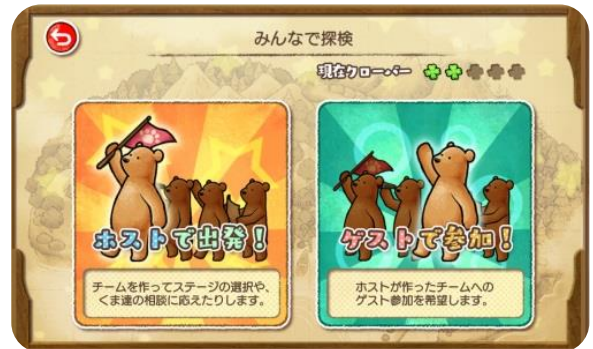 みんなで探検
現在クローバー
ホストで出発!
ゲストで参加!
チームを作ってステージの選択や、
くま達の相談に応えたりします。
ホストが作ったチームへの
ゲスト参加を希望します。